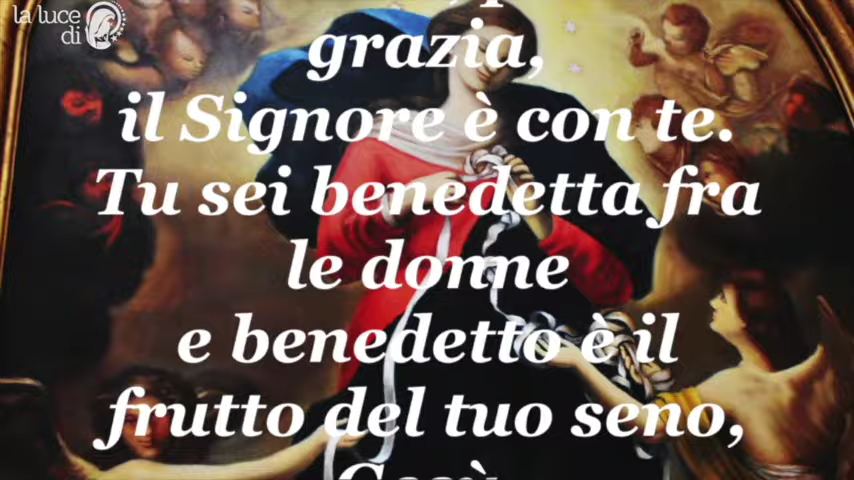 la luce
di
grazia,
il Signore è con te.
Tu sei benedetta fra
le donne
e benedetto è il
frutto del tuo seno,
Gesù